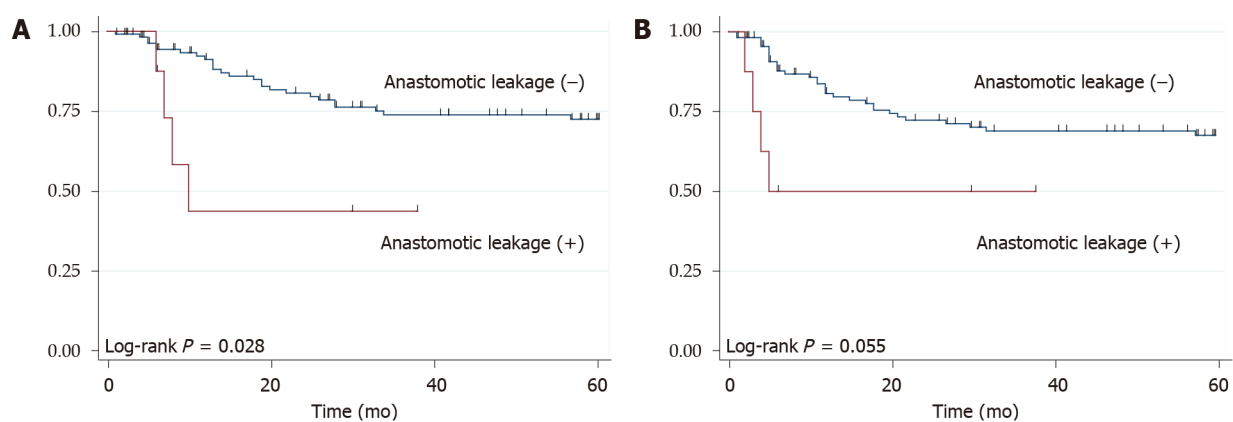 A
1.00
0.75
0.50
0.25
0.00
Anastomotic leakage (−)
Anastomotic leakage (+)
Log-rank P = 0.028
0 20 40 60
Time (mo)
B
1.00
0.75
0.50
0.25
0.00
Anastomotic leakage (−)
Anastomotic leakage (+)
Log-rank P = 0.055
0 20 40 60
Time (mo)